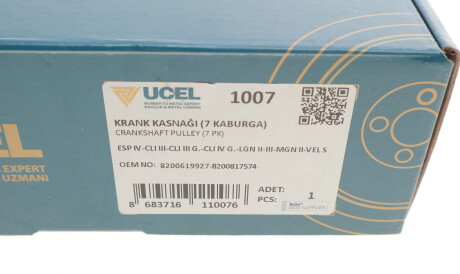 UCEL
RUBBER TO METAL EXPERT
KAUÇUK & METAL UZMANI
1007
KRANK KASNAĞI (7 KABURGA)
CRANKSHAFT PULLEY (7 PK)
ESP IV-CLI III-CLI III G.-CLI IV G.-LGN II-III-MGN II-VEL S
OEM NO: 8200619927-8200817574
8 683716 110076
ADET:
PCS:
1
CEL
EXPERT
UZMANI